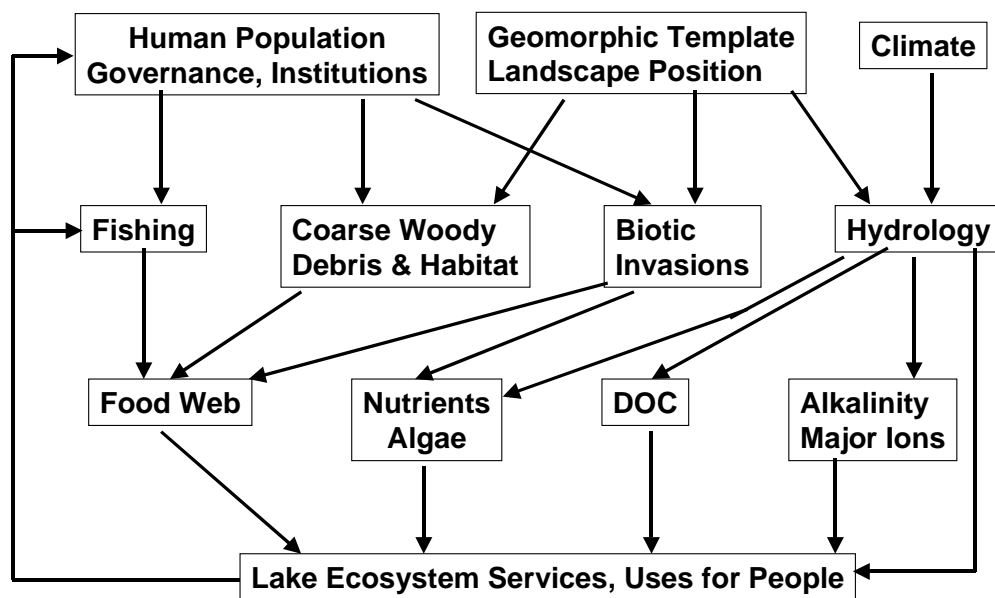 Human Population
Governance, Institutions
Geomorphic Template
Landscape Position
Climate
Fishing
Coarse Woody
Debris & Habitat
Biotic
Invasions
Hydrology
Food Web
Nutrients
Algae
DOC
Alkalinity
Major Ions
Lake Ecosystem Services, Uses for People